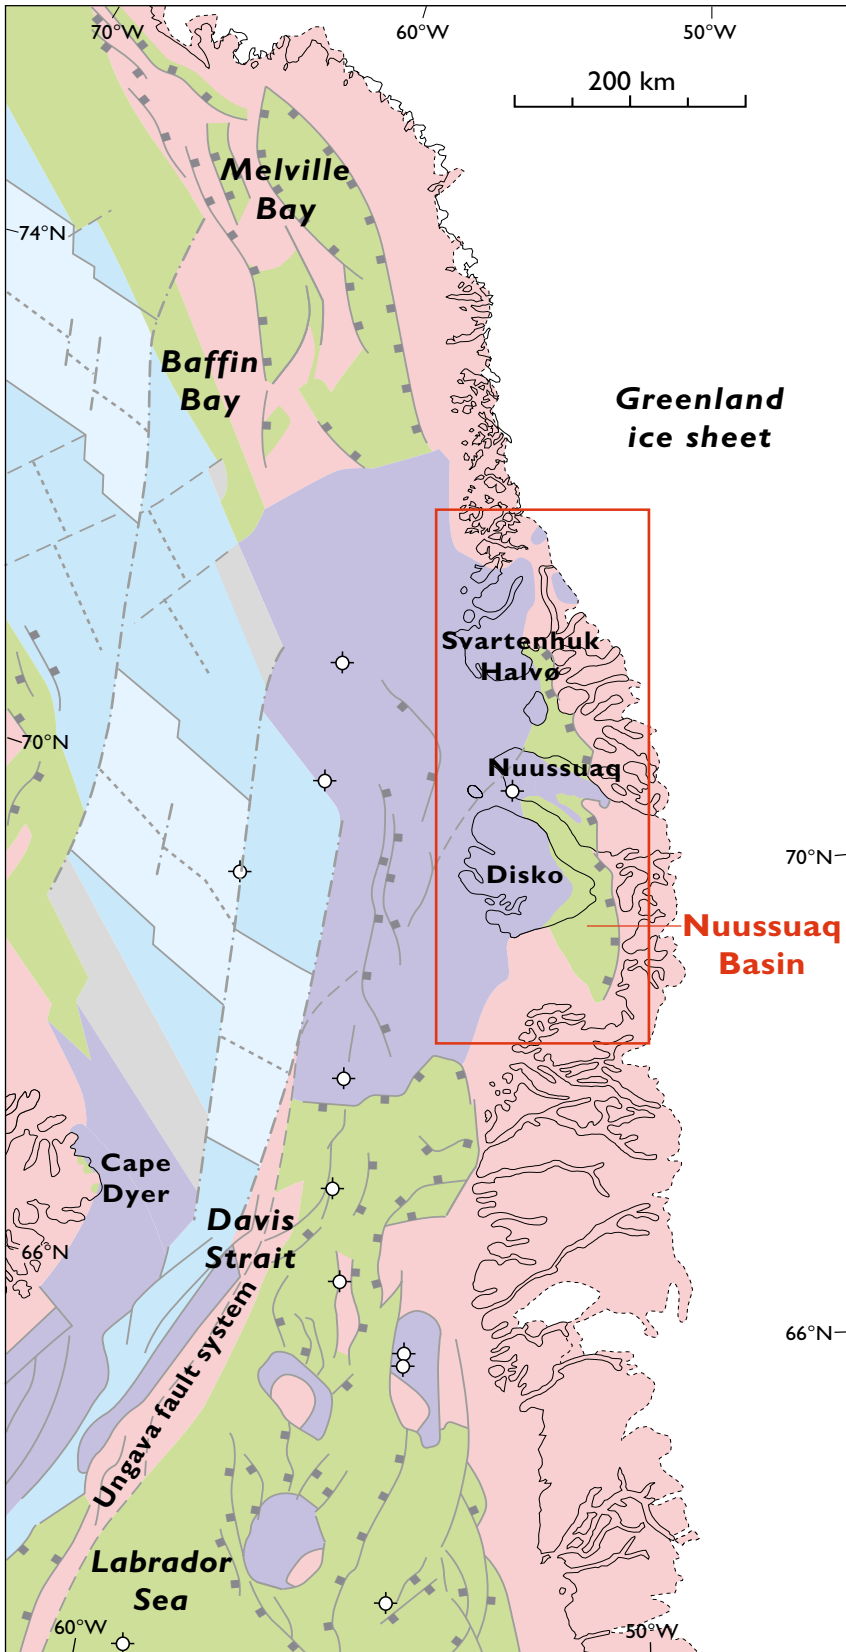 70°W
60°W
50°W
200 km
Melville
Bay
74°N
Baffin
Bay
Greenland
ice sheet
Svartenhuk
Halvø
70°N
Nuussuaq
70°N
Disko
Nuussuaq
Basin
Cape
Dyer
Davis
Strait
66°N
66°N
Ungava fault system
Labrador
Sea
60°W
50°W